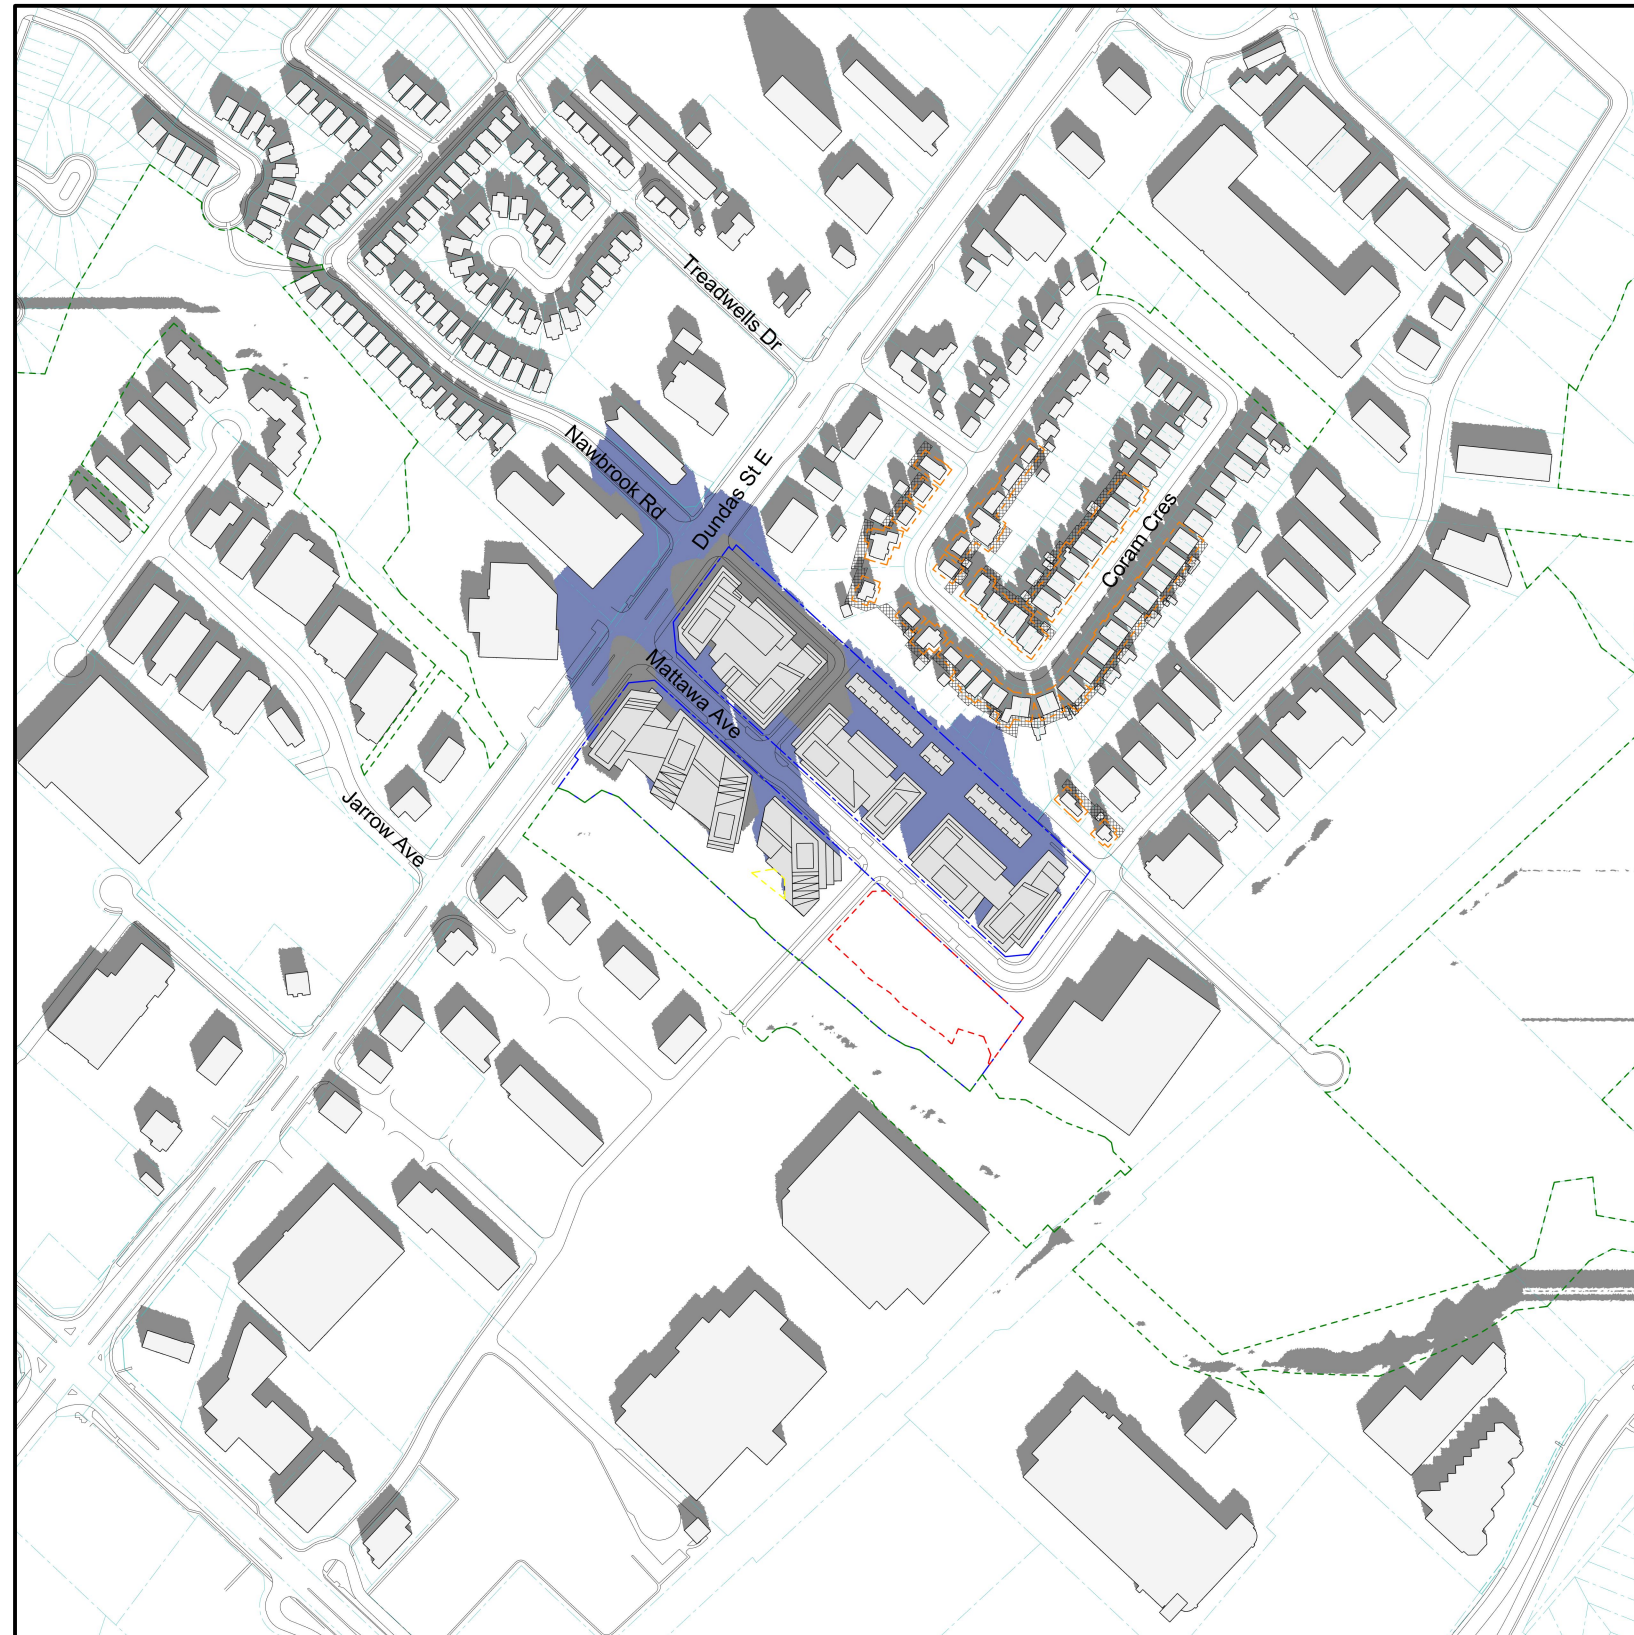 Treadwells Dr
Nawbrook Rd
Dundas St E
Coram Cres
Mattawa Ave
Jarrow Ave